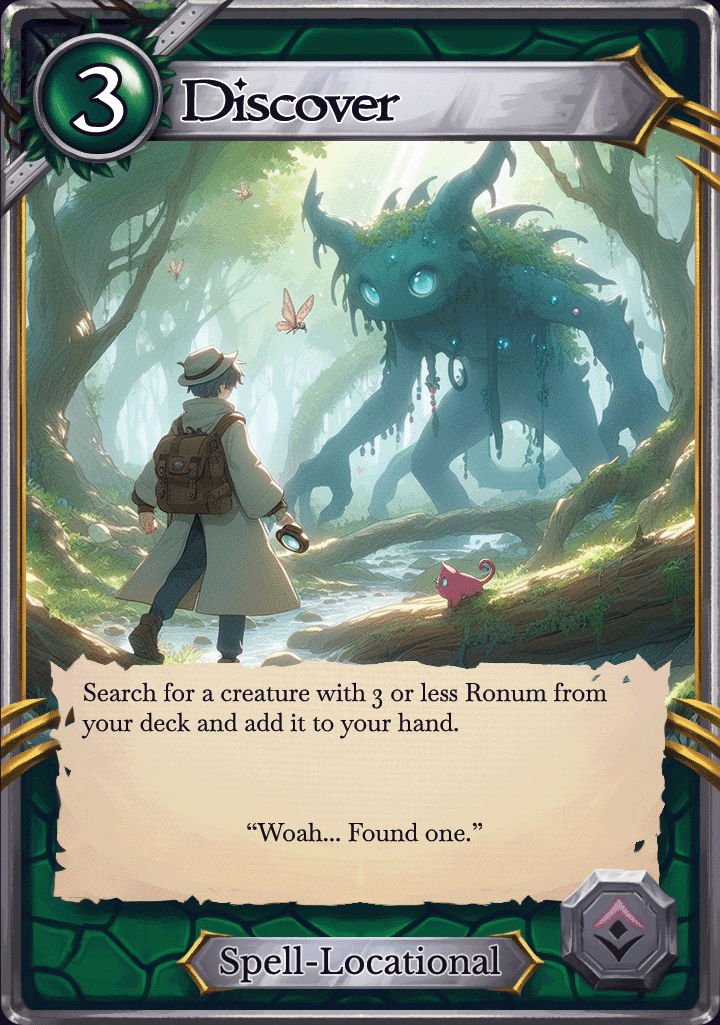 3
Discover
Search for a creature with 3 or less Ronum from
your deck and add it to your hand.
“Woah... Found one.”
Spell-Locational